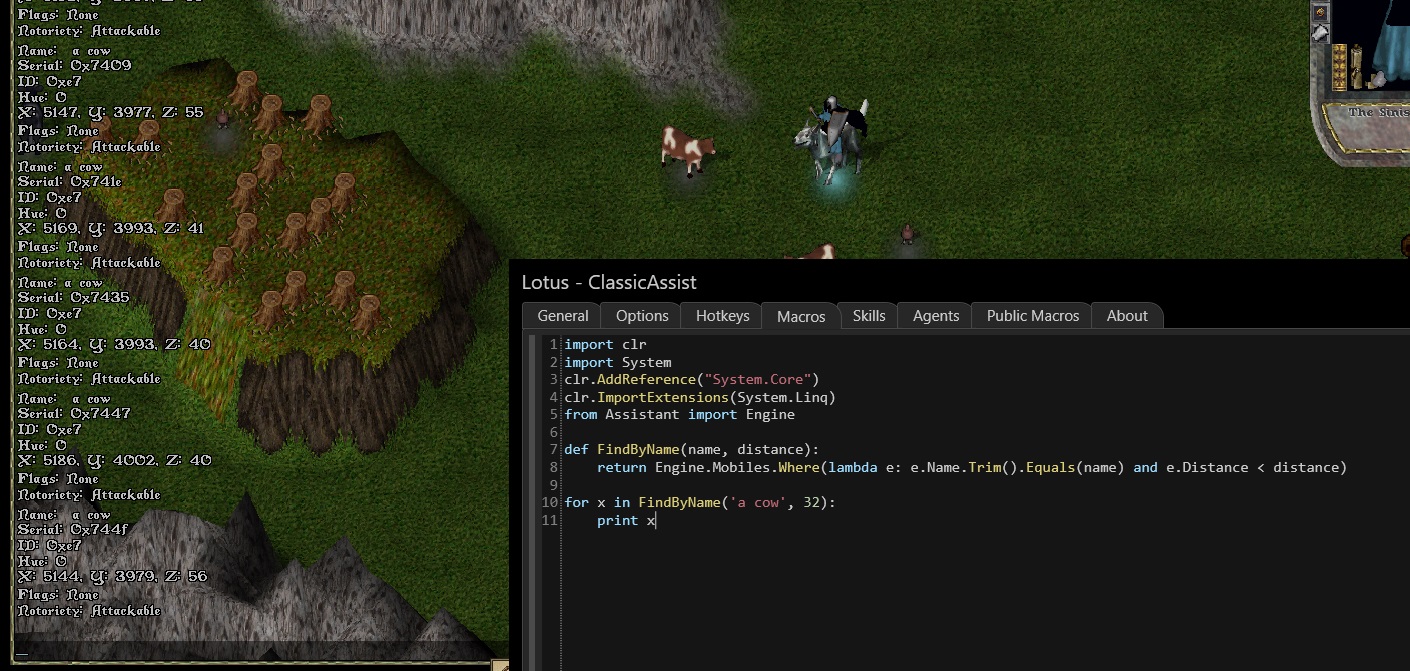 Flags: None
Notoriety: Attackable
Name:  a cow
Serial: 0x7409
ID: 0xe7
Hue: 0
X: 5147, Y: 3977, Z: 55
Flags: None
Notoriety: Attackable
Name: a cow
Serial: 0x741e
ID: 0xe7
Hue: 0
X: 5169, Y: 3993, Z: 41
Flags: None
Notoriety: Attackable
Name: a cow
Serial: 0x7435
ID: 0xe7
Hue: 0
X: 5164, Y: 3993, Z: 40
Flags: None
Notoriety: Attackable
Name:  a cow
Serial: 0x7447
ID: 0xe7
Hue: 0
X: 5186, Y: 4002, Z: 40
Flags: None
Notoriety: Attackable
Name:  a cow
Serial: 0x744f
ID: 0xe7
Hue: 0
X: 5144, Y: 3979, Z: 56
Flags: None
Notoriety: Attackable
_
The
Lotus - ClassicAssist
General Options Hotkeys Macros Skills Agents Public Macros About
1 import clr
2 import System
3 clr.AddReference("System.Core")
4 clr.ImportExtensions(System.Linq)
5 from Assistant import Engine
6
7 def FindByName(name, distance):
8     return Engine.Mobiles.Where(lambda e: e.Name.Trim().Equals(name) and e.Distance < distance)
9
10 for x in FindByName('a cow', 32):
11     print x